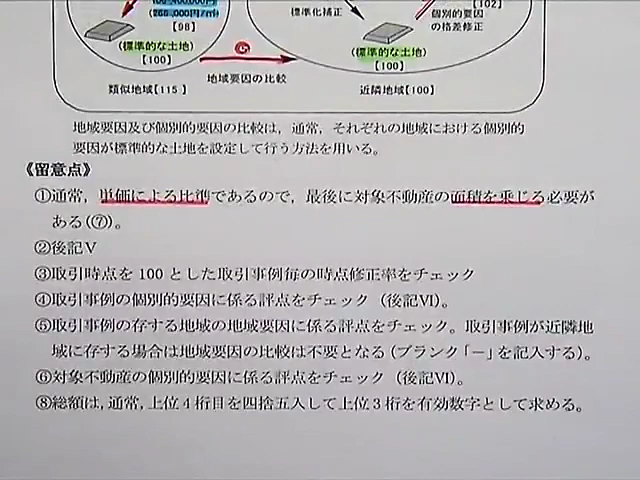 (266,000円/㎡)
【98】
(標準的な土地)
【100】
類似地域【115】
地域要因の比較
標準化補正
【102】
個別的要因
の格差修正
(標準的な土地)
【100】
近隣地域【100】
地域要因及び個別的要因の比較は，通常，それぞれの地域における個別的
要因が標準的な土地を設定して行う方法を用いる。
《留意点》
①通常，単価による比準であるので，最後に対象不動産の面積を乗じる必要が
ある(⑦)。
②後記Ⅴ
③取引時点を100とした取引事例毎の時点修正率をチェック
④取引事例の個別的要因に係る評点をチェック（後記Ⅵ）。
⑤取引事例の存する地域の地域要因に係る評点をチェック。取引事例が近隣地
域に存する場合は地域要因の比較は不要となる（ブランク「－」を記入する）。
⑥対象不動産の個別的要因に係る評点をチェック（後記Ⅵ）。
⑧総額は，通常，上位4桁目を四捨五入して上位3桁を有効数字として求める。